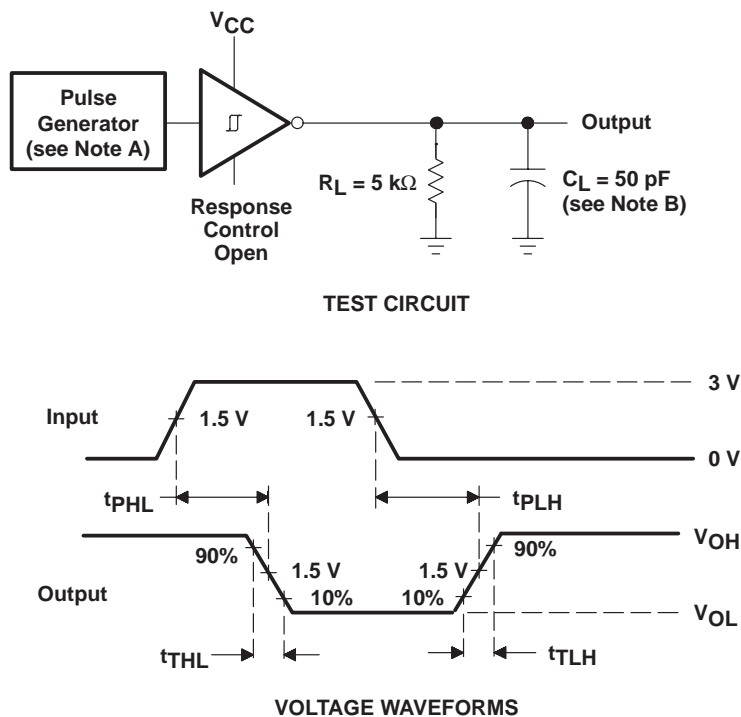 VCC
Pulse
Generator
(see Note A)
Response
Control
Open
Output
RL = 5 kΩ
CL = 50 pF
(see Note B)
TEST CIRCUIT
3 V
Input
1.5 V
1.5 V
0 V
tPHL
tPLH
VOH
90%
90%
1.5 V
1.5 V
Output
10%
10%
VOL
tTHL
tTLH
VOLTAGE WAVEFORMS